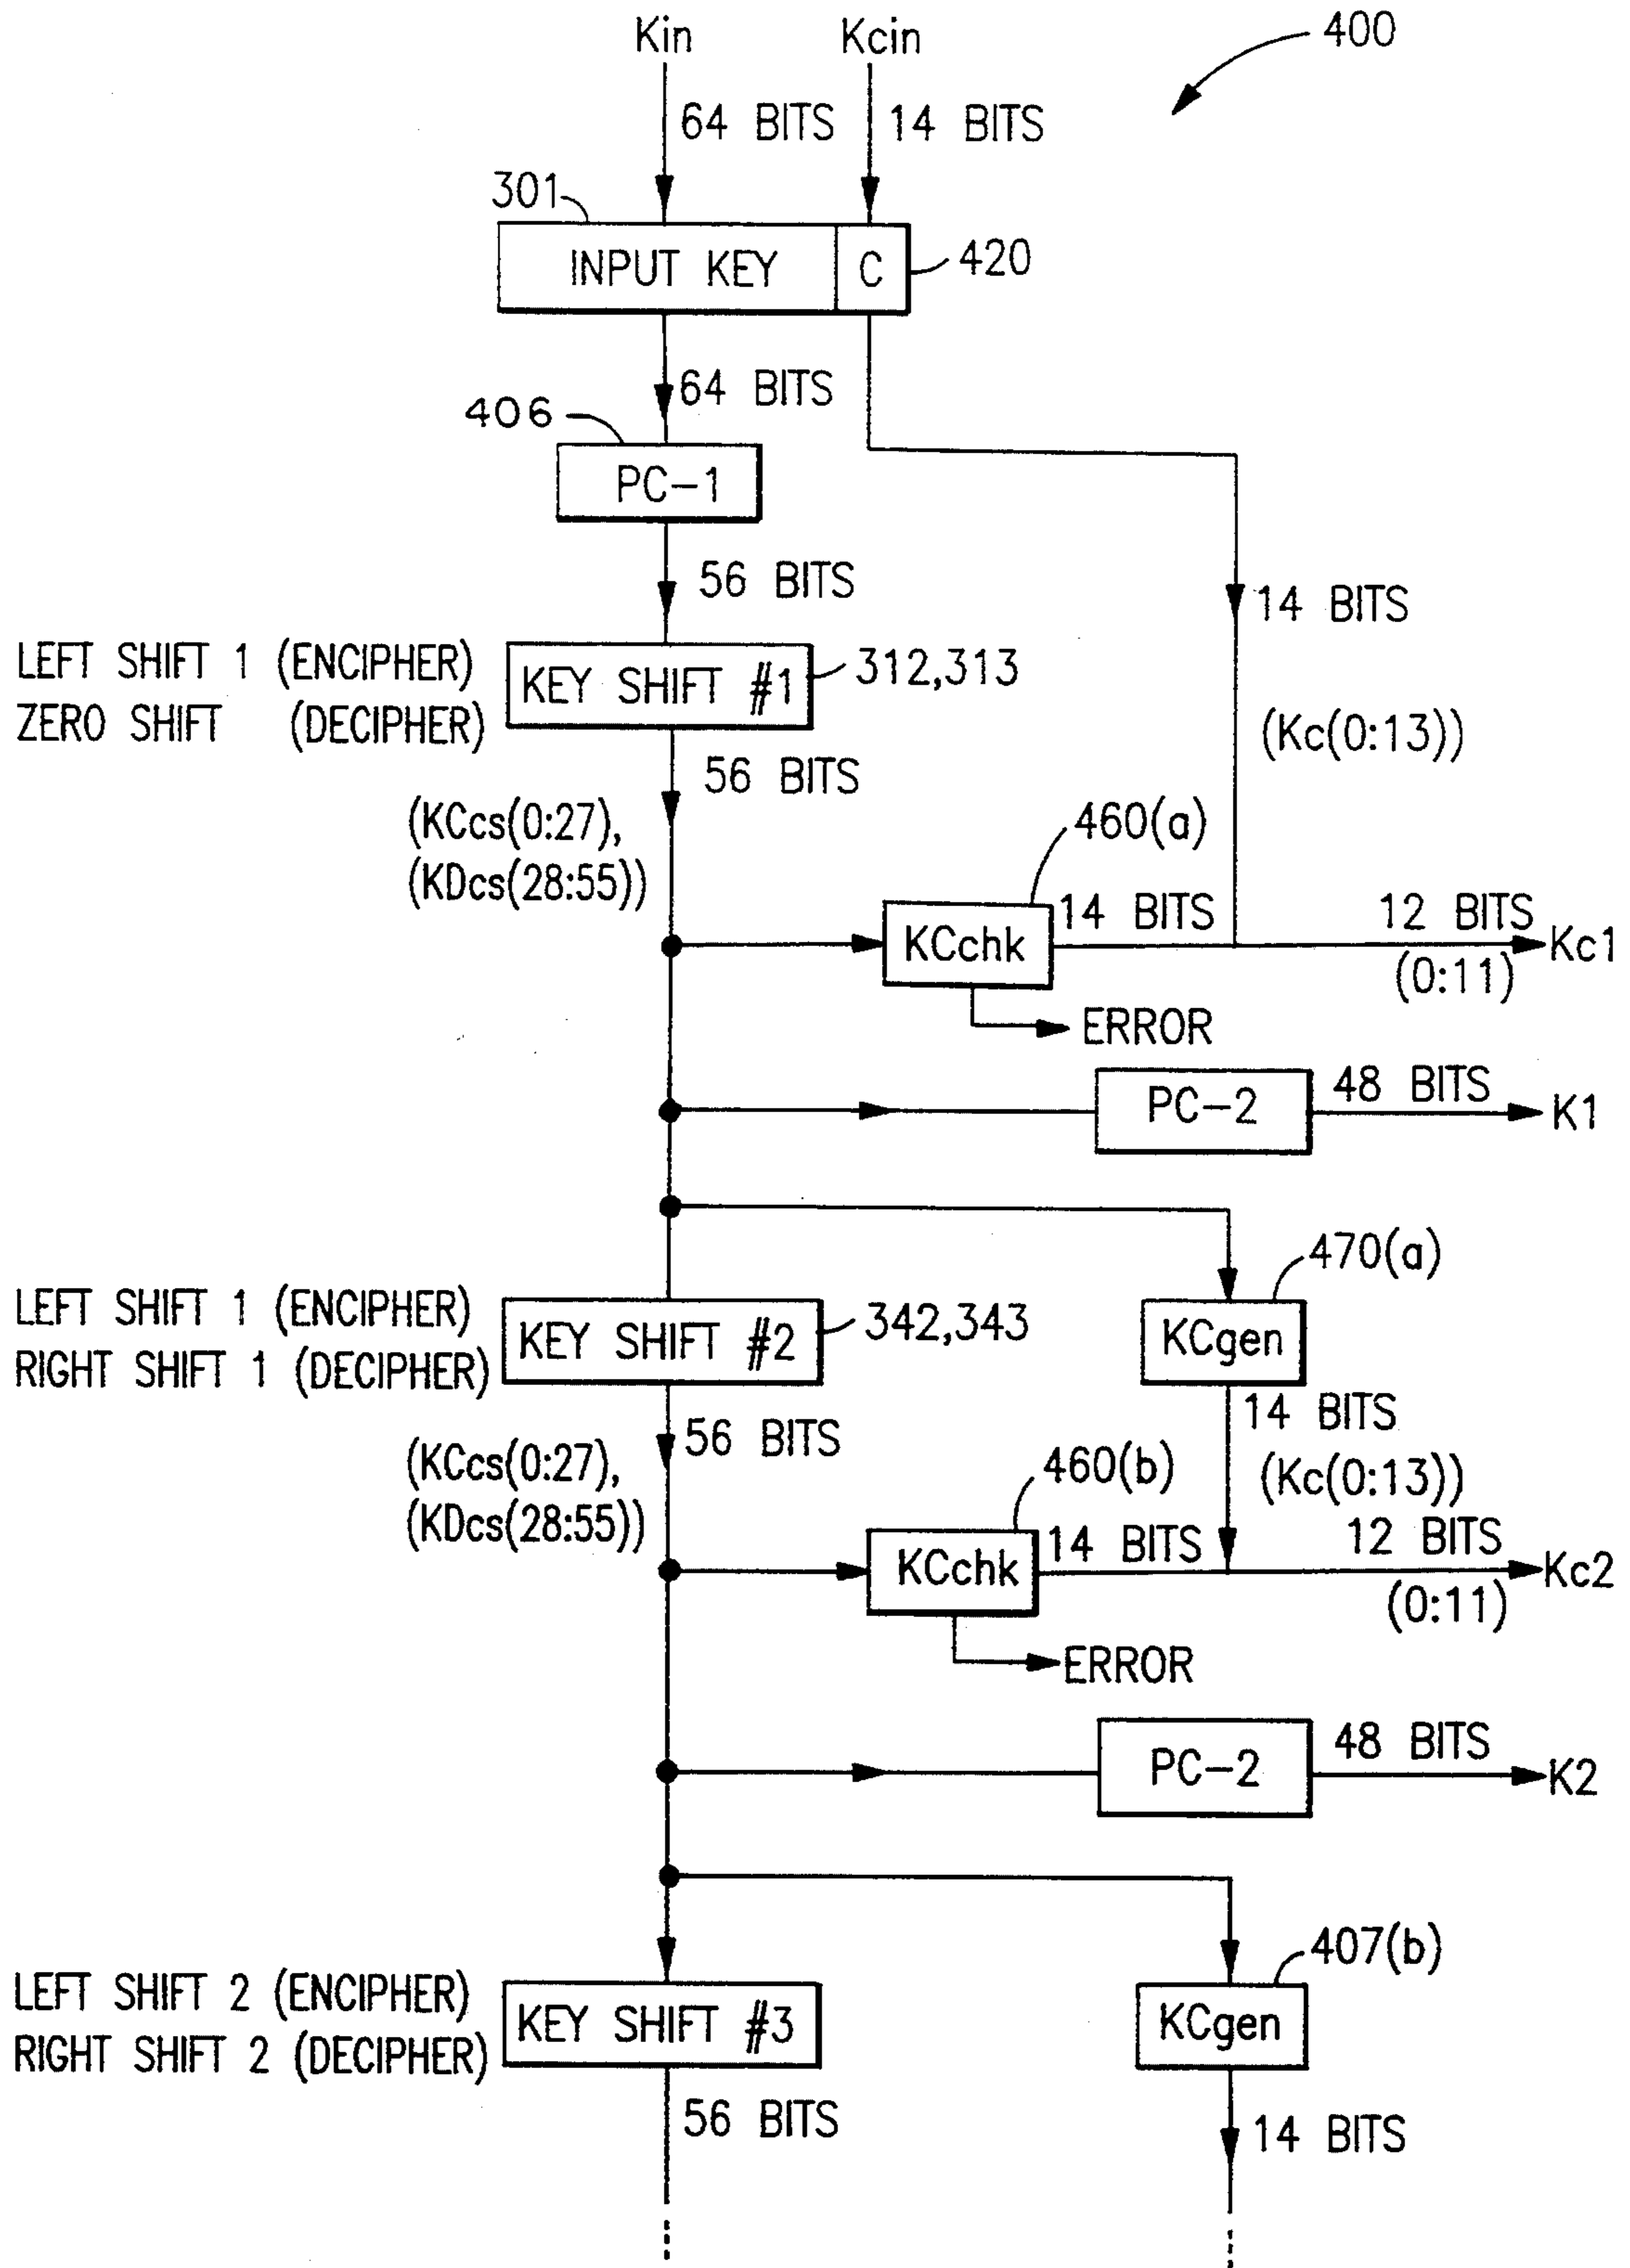 Kin
Kcin
400
64 BITS
14 BITS
301
INPUT KEY
C
420
64 BITS
406
PC-1
56 BITS
14 BITS
LEFT SHIFT 1 (ENCIPHER)
ZERO SHIFT (DECIPHER)
KEY SHIFT #1
312,313
(Kc(0:13))
56 BITS
(KCcs(0:27),
(KDcs(28:55))
460(a)
KCchk
14 BITS
12 BITS
(0:11)
Kc1
ERROR
PC-2
48 BITS
K1
470(a)
LEFT SHIFT 1 (ENCIPHER)
RIGHT SHIFT 1 (DECIPHER)
KEY SHIFT #2
342,343
KCgen
56 BITS
14 BITS
(KCcs(0:27),
(KDcs(28:55))
460(b)
(Kc(0:13))
KCchk
14 BITS
12 BITS
(0:11)
Kc2
ERROR
PC-2
48 BITS
K2
407(b)
LEFT SHIFT 2 (ENCIPHER)
RIGHT SHIFT 2 (DECIPHER)
KEY SHIFT #3
KCgen
56 BITS
14 BITS